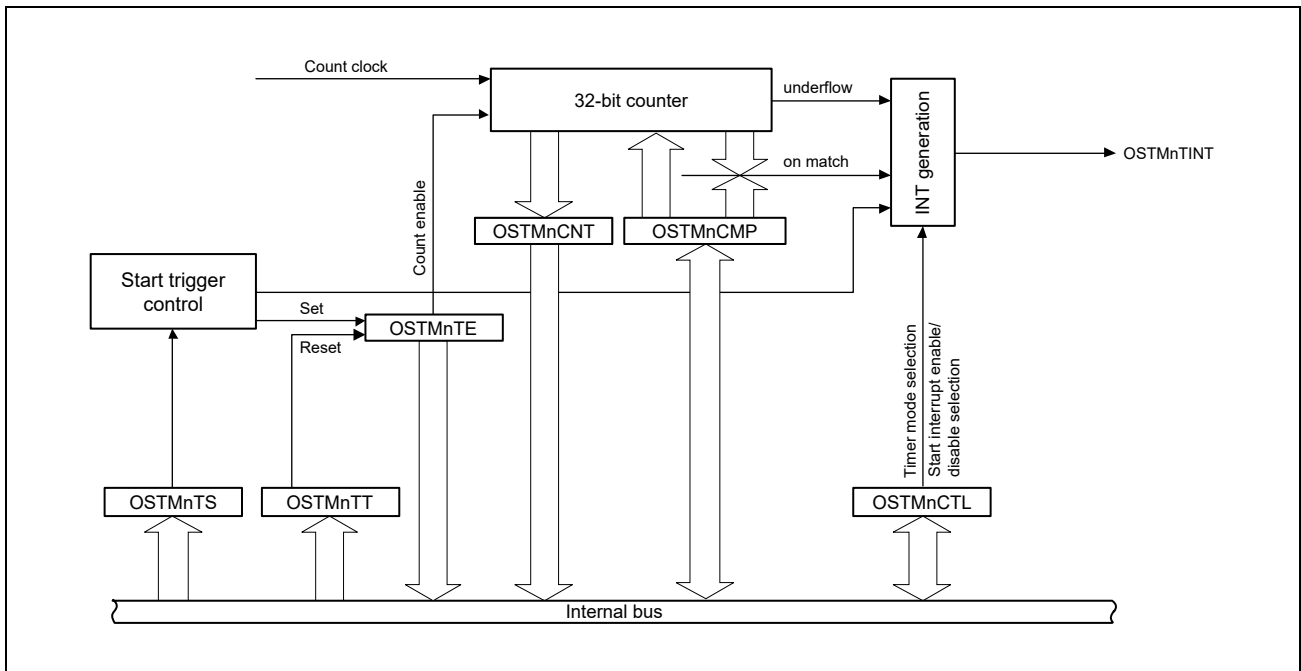 Count clock
32-bit counter
underflow
on match
INT generation
OSTMnTINT
Count enable
OSTMnCNT
OSTMnCMP
Start trigger
control
Set
OSTMnTE
Reset
Timer mode selection
Start interrupt enable/
disable selection
OSTMnTS
OSTMnTT
OSTMnCTL
Internal bus